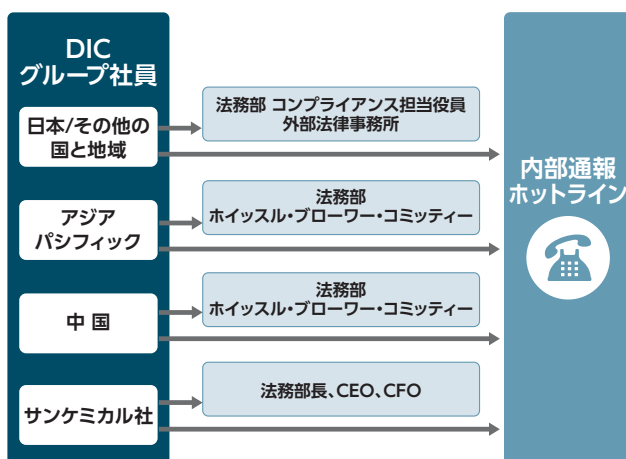 DIC
グループ社員
日本/その他の
国と地域
法務部 コンプライアンス担当役員
外部法律事務所
アジア
パシフィック
法務部
ホイッスル・ブローワー・コミッティー
中 国
法務部
ホイッスル・ブローワー・コミッティー
サンケミカル社
法務部長、CEO、CFO
内部通報
ホットライン